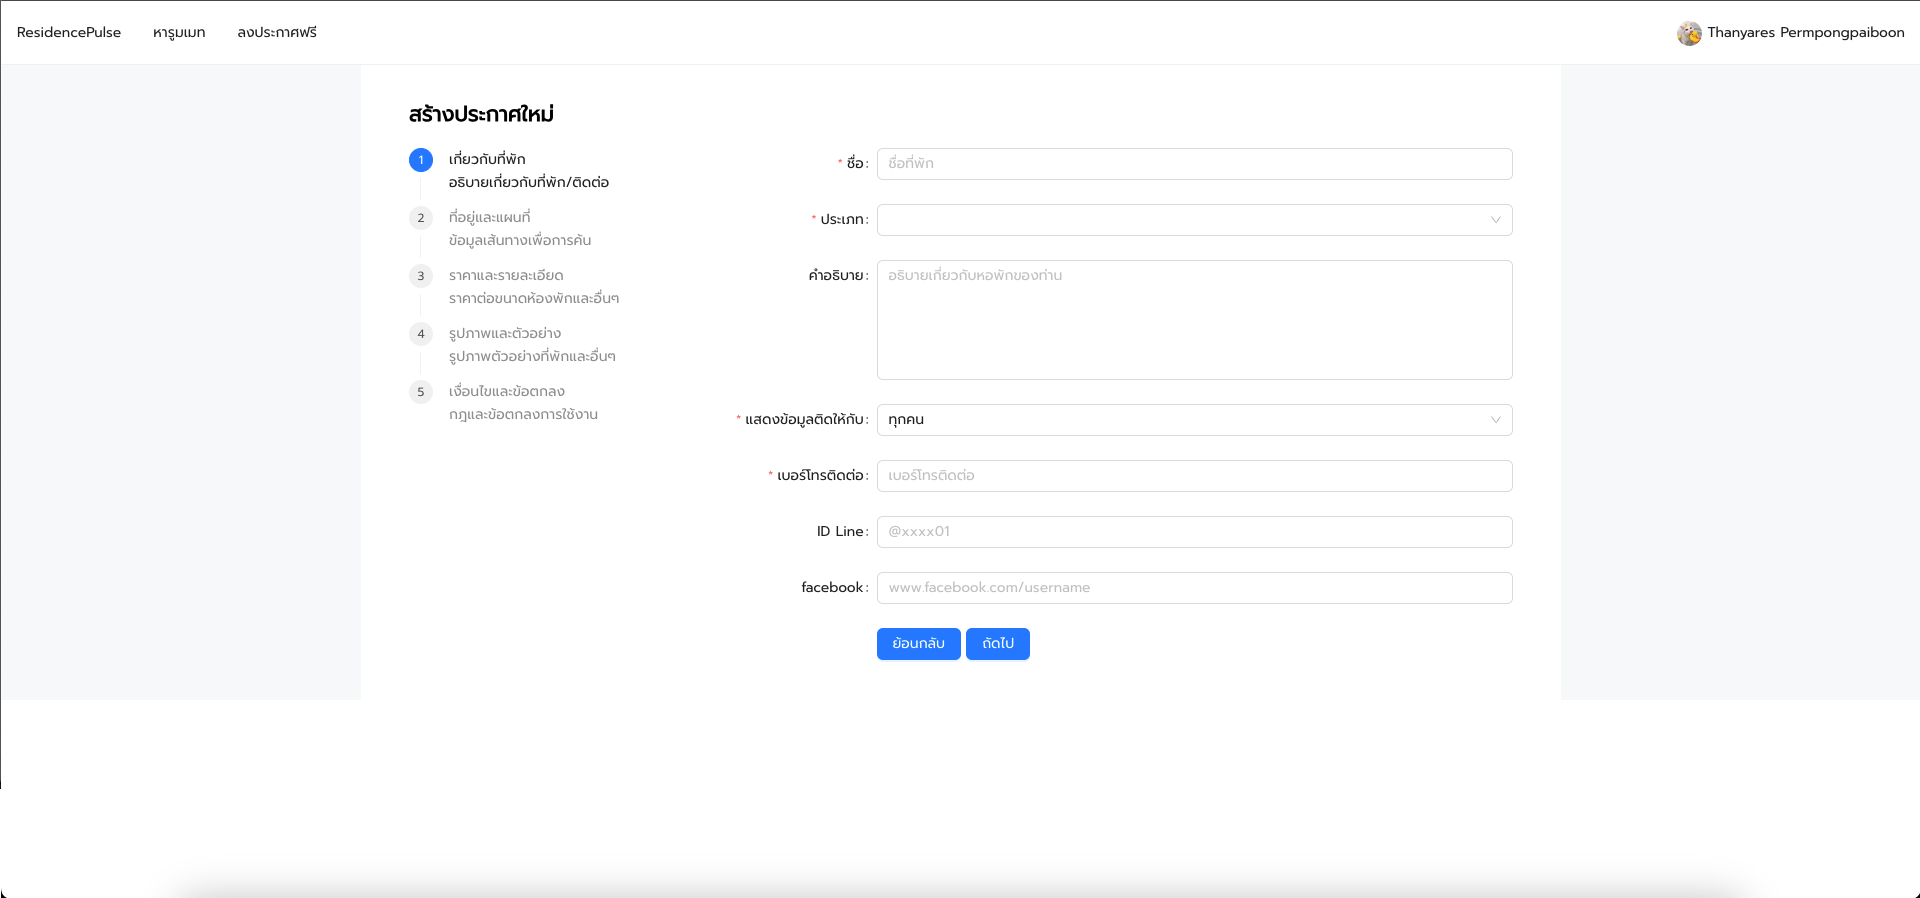 ResidencePulse หารูมเมท ลงประกาศฟรี Thanyares Permpongpaiboon
สร้างประกาศใหม่
1 เกี่ยวกับที่พัก
อธิบายเกี่ยวกับที่พัก/ติดต่อ
2 ที่อยู่และแผนที่
ข้อมูลเส้นทางเพื่อการค้น
3 ราคาและรายละเอียด
ราคาต่อขนาดห้องพักและอื่นๆ
4 รูปภาพและตัวอย่าง
รูปภาพตัวอย่างที่พักและอื่นๆ
5 เงื่อนไขและข้อตกลง
กฎและข้อตกลงการใช้งาน
* ชื่อ: ชื่อที่พัก
* ประเภท:
คำอธิบาย: อธิบายเกี่ยวกับหอพักของท่าน
* แสดงข้อมูลติดให้กับ: ทุกคน
* เบอร์โทรติดต่อ: เบอร์โทรติดต่อ
ID Line: @xxxx01
facebook: www.facebook.com/username
ย้อนกลับ ถัดไป